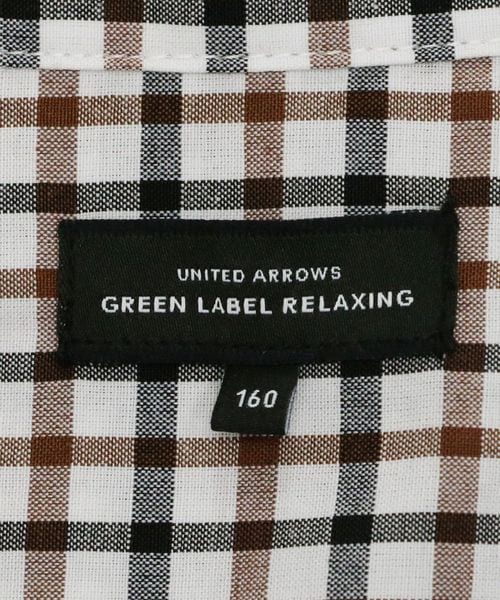 UNITED ARROWS
GREEN LABEL RELAXING
160